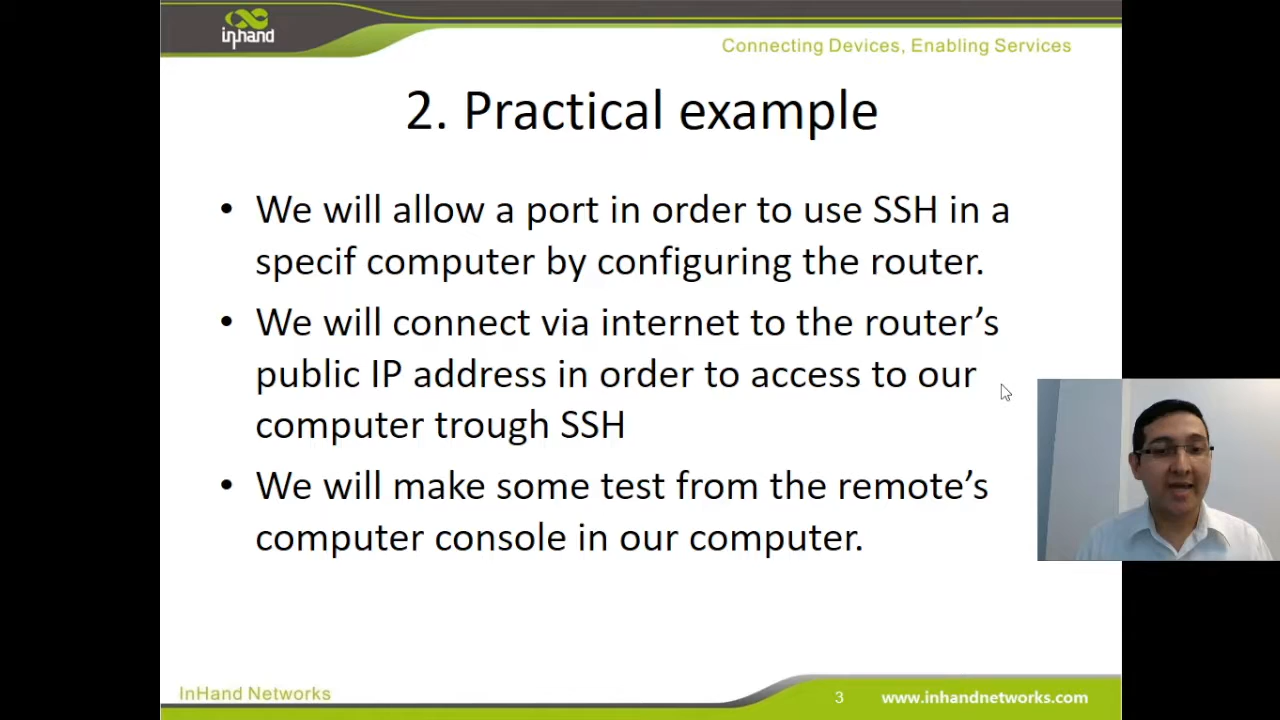 inhand
Connecting Devices, Enabling Services
2. Practical example
• We will allow a port in order to use SSH in a
specif computer by configuring the router.
• We will connect via internet to the router’s
public IP address in order to access to our
computer trough SSH
• We will make some test from the remote’s
computer console in our computer.
InHand Networks
3
www.inhandnetworks.com